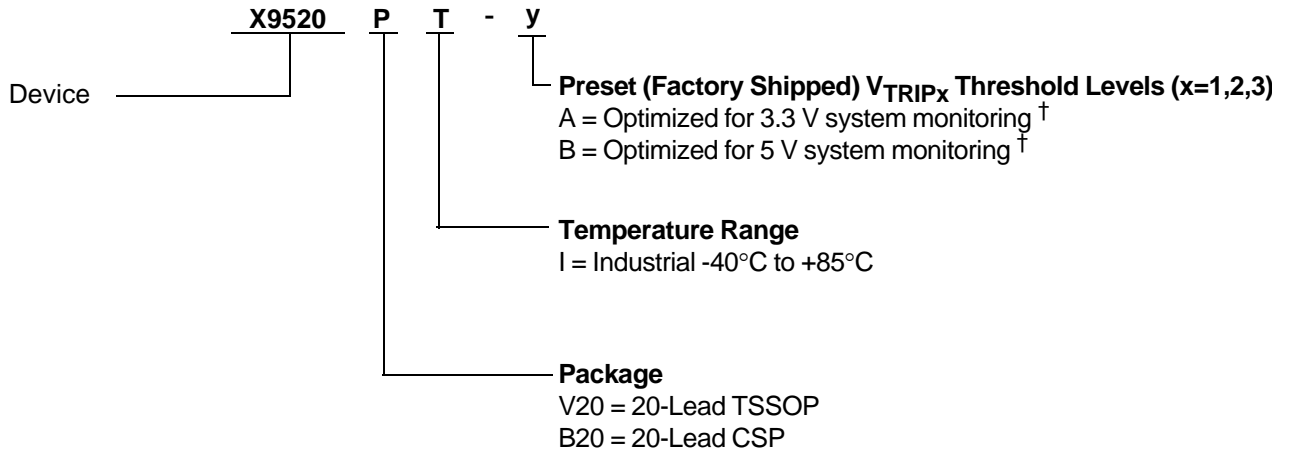 X9520 P T - y
Device
Preset (Factory Shipped) VTRIPx Threshold Levels (x=1,2,3)
A = Optimized for 3.3 V system monitoring †
B = Optimized for 5 V system monitoring †
Temperature Range
I = Industrial -40°C to +85°C
Package
V20 = 20-Lead TSSOP
B20 = 20-Lead CSP